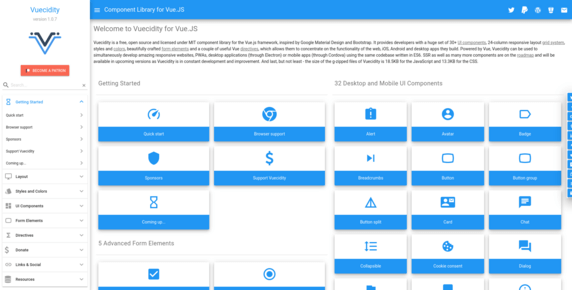 Vuecidity
version 1.0.7
BECOME A PATRON
Search...
Getting Started
Quick start
Browser support
Sponsors
Support Vuecidity
Coming up...
Layout
Styles and Colors
UI Components
Form Elements
Directives
Donate
Links & Social
Resources
Component Library for Vue.JS
Welcome to Vuecidity for Vue.JS
Vuecidity is a free, open source and released under MIT component library for the Vue.js framework, inspired by Google Material Design and Bootstrap. It provides developers with a huge set of 30+ UI components, 24-column responsive layout grid system,
styles and colors, beautifully crafted form elements and a couple of useful Vue directives, which allows them to concentrate on the functionality of the web, iOS, Android and desktop apps they build. Powered by Vue, Vuecidity can be used to
simultaneously develop amazing responsive websites, PWAs, desktop applications (through Electron) or mobile apps (through Cordova) using the same codebase written in ES6. SSR as well as many more components are on the roadmap and will be
available in upcoming versions as Vuecidity is in constant development and improvement. And last, but not least - the size of the g-zipped files of Vuecidity is 18.5KB for the JavaScript and 13.2KB for the CSS.
Getting Started
Quick start
Browser support
Sponsors
Support Vuecidity
Coming up...
5 Advanced Form Elements
32 Desktop and Mobile UI Components
Alert
Avatar
Badge
Breadcrumbs
Button
Button-group
Button-split
Card
Chat
Collapsible
Cookie consent
Dialog